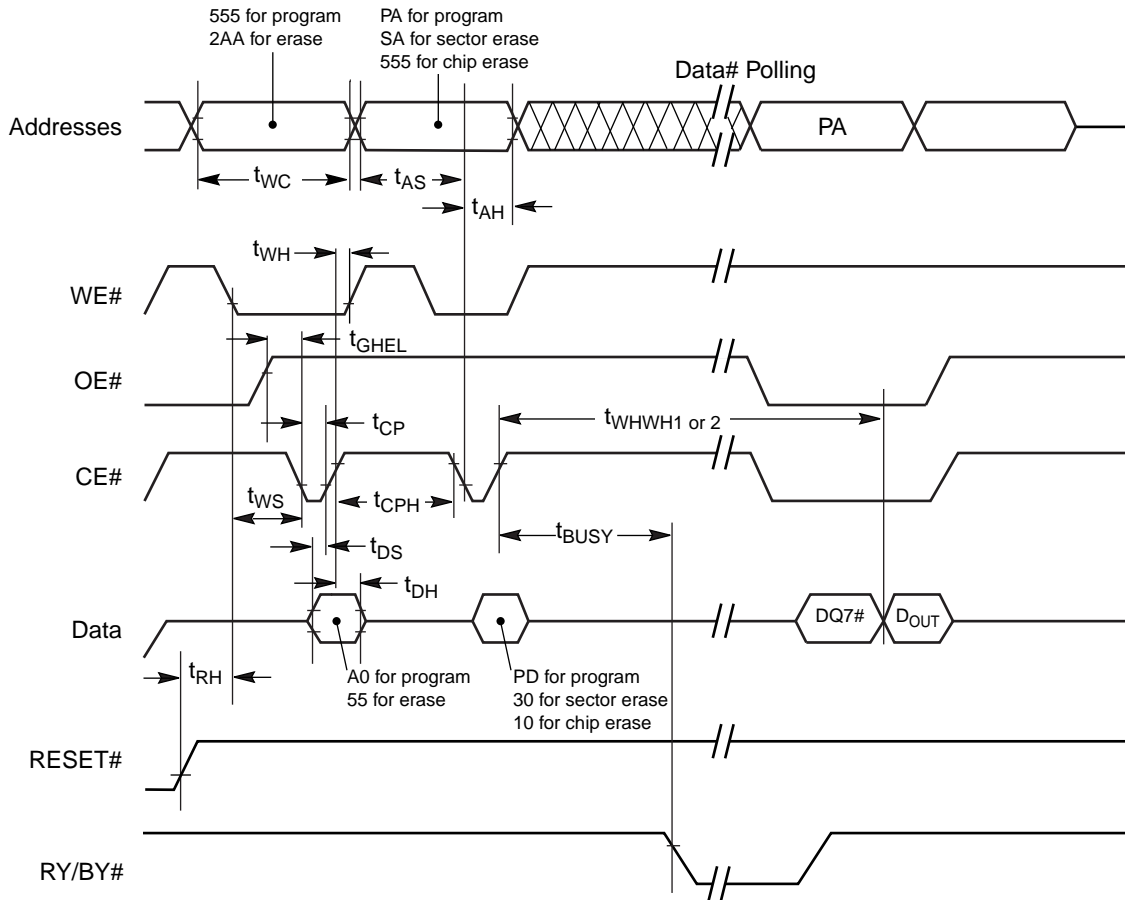 555 for program
2AA for erase
PA for program
SA for sector erase
555 for chip erase
Data# Polling
Addresses
PA
tWC
tAS
tAH
tWH
WE#
tGHEL
OE#
tWHWH1 or 2
tCP
CE#
tWS
tCPH
tBUSY
tDS
tDH
Data
DQ7#
DOUT
tRH
A0 for program
55 for erase
PD for program
30 for sector erase
10 for chip erase
RESET#
RY/BY#